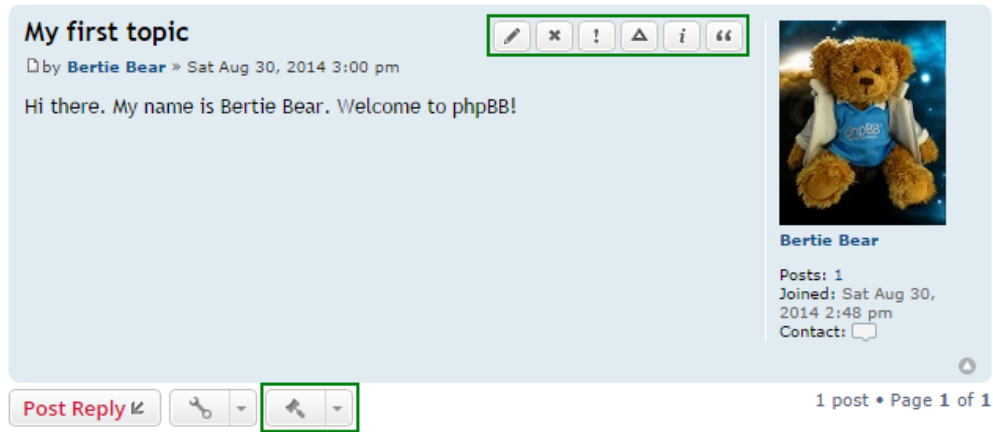 My first topic
by Bertie Bear » Sat Aug 30, 2014 3:00 pm
Hi there. My name is Bertie Bear. Welcome to phpBB!
phpBB
Bertie Bear
Posts: 1
Joined: Sat Aug 30,
2014 2:48 pm
Contact:
Post Reply
1 post • Page 1 of 1